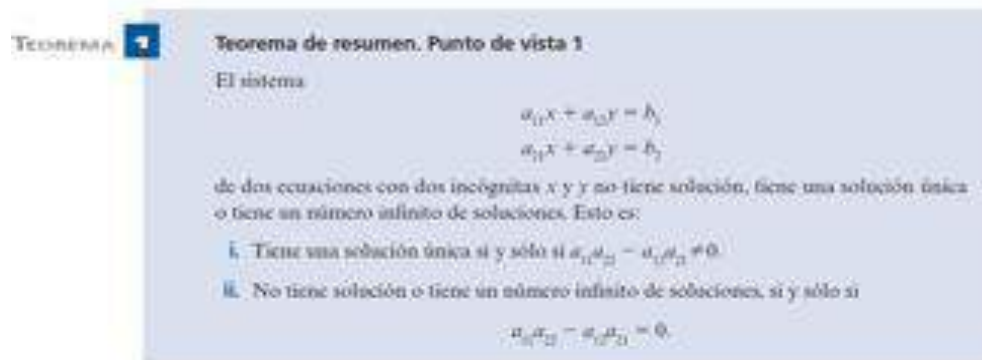 TEOREMA 1
Teorema de resumen. Punto de vista 1
El sistema
a₁₁x + a₁₂y = b₁
a₂₁x + a₂₂y = b₂
de dos ecuaciones con dos incógnitas x y y no tiene solución, tiene una solución única
o tiene un número infinito de soluciones. Esto es:
i. Tiene una solución única si y sólo si a₁₁a₂₂ − a₁₂a₂₁ ≠ 0.
ii. No tiene solución o tiene un número infinito de soluciones, si y sólo si
a₁₁a₂₂ − a₁₂a₂₁ = 0.